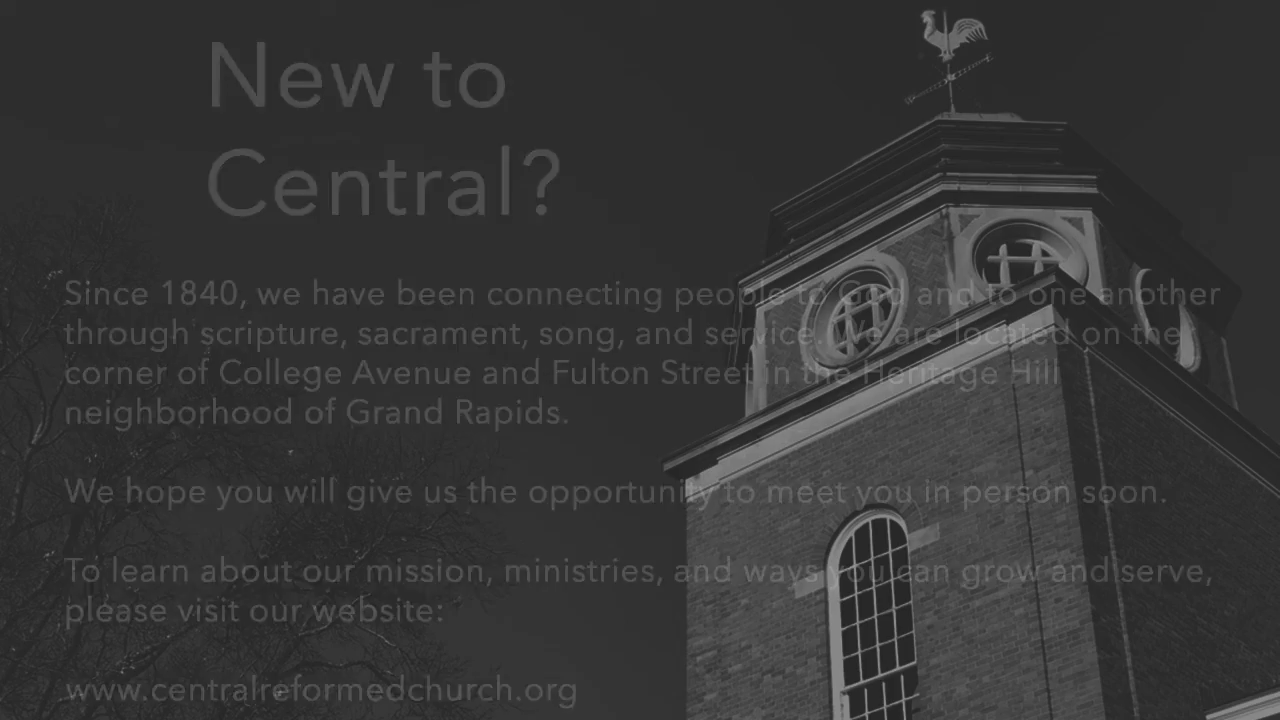 New to
Central?
Since 1840, we have been connecting people to God and to one another
through scripture, sacrament, song, and service. We are located on the
corner of College Avenue and Fulton Street in the Heritage Hill
neighborhood of Grand Rapids.
We hope you will give us the opportunity to meet you in person soon.
To learn about our mission, ministries, and ways you can grow and serve,
please visit our website:
www.centralreformedchurch.org